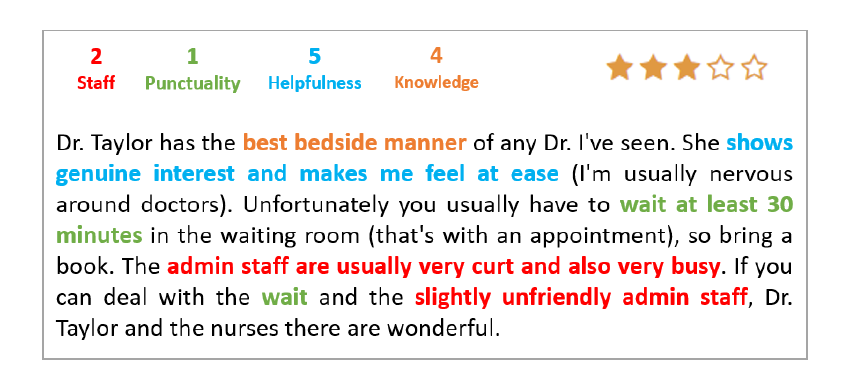 2 1 5 4
Staff Punctuality Helpfulness Knowledge
Dr. Taylor has the best bedside manner of any Dr. I've seen. She shows
genuine interest and makes me feel at ease (I'm usually nervous
around doctors). Unfortunately you usually have to wait at least 30
minutes in the waiting room (that's with an appointment), so bring a
book. The admin staff are usually very curt and also very busy. If you
can deal with the wait and the slightly unfriendly admin staff, Dr.
Taylor and the nurses there are wonderful.